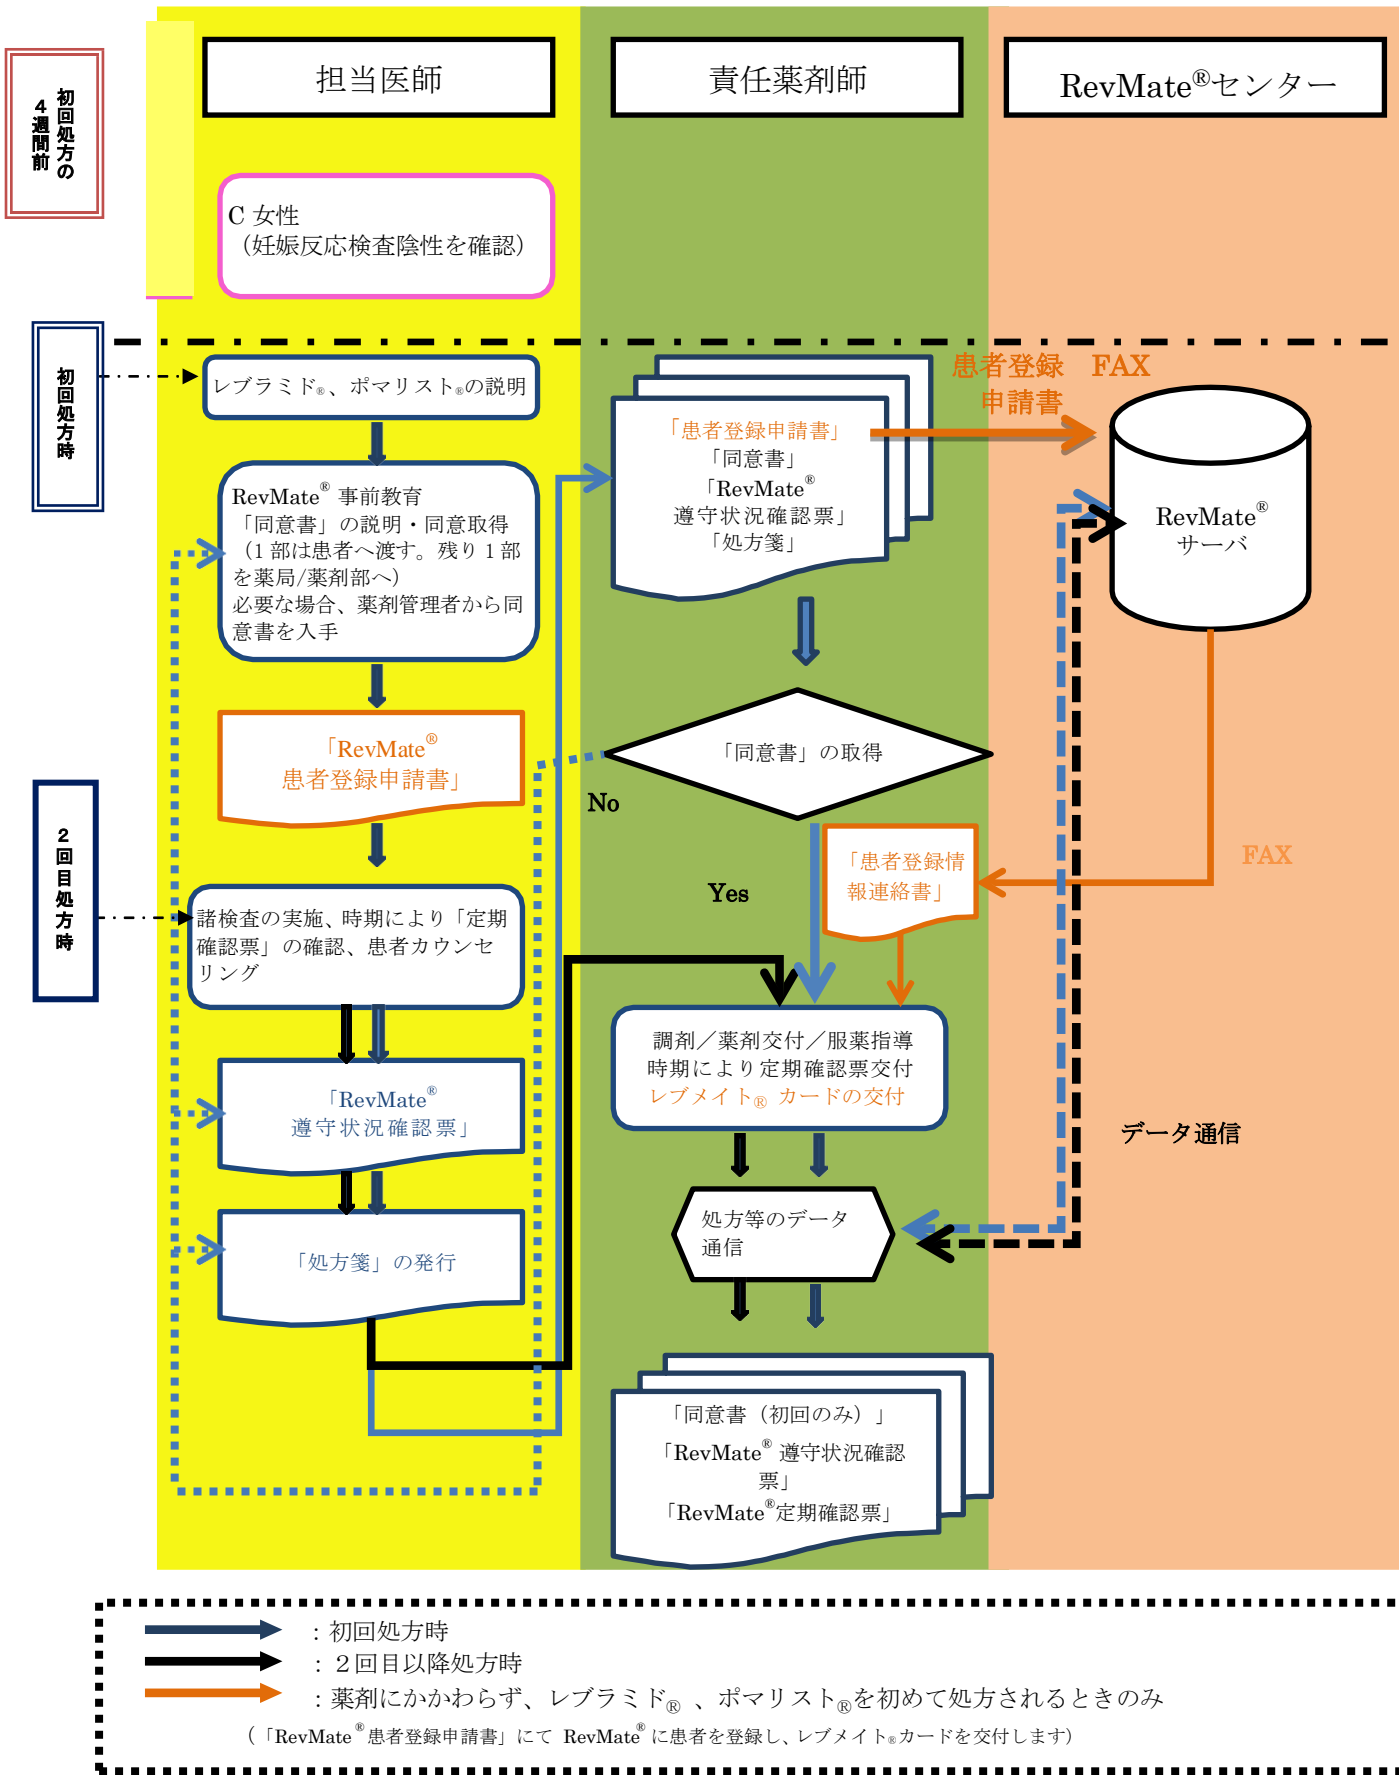 担当医師
責任薬剤師
RevMate®センター
初回処方の
４週間前
C 女性
（妊娠反応検査陰性を確認）
初回処方時
レブラミド®、ポマリスト®の説明
RevMate® 事前教育
「同意書」の説明・同意取得
（1 部は患者へ渡す。残り 1 部
を薬局/薬剤部へ）
必要な場合、薬剤管理者から同
意書を入手
「RevMate®
患者登録申請書」
２回目処方時
諸検査の実施、時期により「定期
確認票」の確認、患者カウンセ
リング
「RevMate®
遵守状況確認票」
「処方箋」の発行
「患者登録申請書」
「同意書」
「RevMate®
遵守状況確認票」
「処方箋」
患者登録 FAX
申請書
RevMate®
サーバ
「同意書」の取得
No
Yes
「患者登録情
報連絡書」
FAX
調剤／薬剤交付／服薬指導
時期により定期確認票交付
レブメイト® カードの交付
データ通信
処方等のデータ
通信
「同意書（初回のみ）」
「RevMate® 遵守状況確認
票」
「RevMate®定期確認票」
：初回処方時
：２回目以降処方時
：薬剤にかかわらず、レブラミド® 、ポマリスト®を初めて処方されるときのみ
（「RevMate®患者登録申請書」にて RevMate®に患者を登録し、レブメイト®カードを交付します）